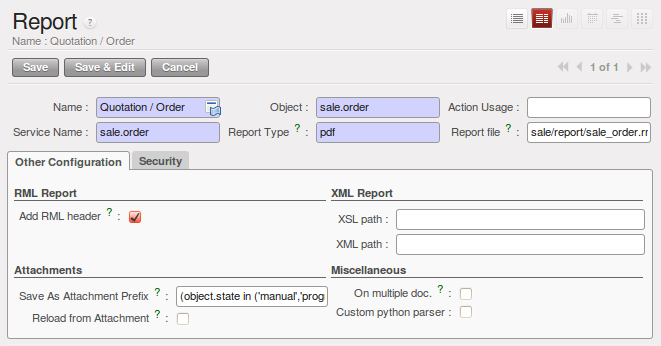 Report ?
Name : Quotation / Order
Save Save & Edit Cancel 1 of 1
Name : Quotation / Order Object : sale.order Action Usage :
Service Name : sale.order Report Type ? : pdf Report file ? : sale/report/sale_order.r
Other Configuration Security
RML Report XML Report
Add RML header ? : XSL path :
XML path :
Attachments Miscellaneous
Save As Attachment Prefix ? : (object.state in ('manual','prog On multiple doc. ? :
Reload from Attachment ? : Custom python parser :